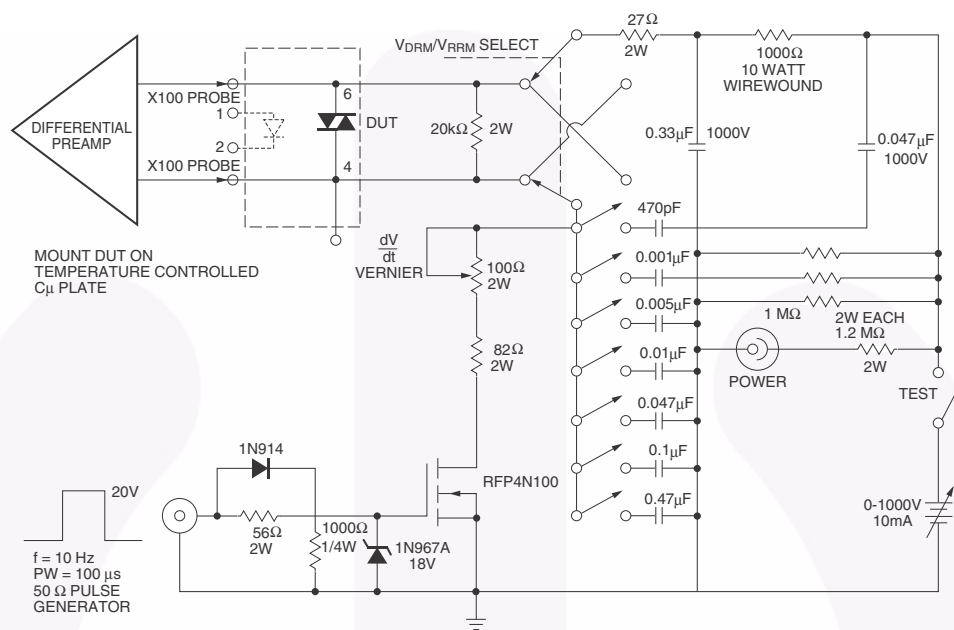 27Ω
2W
VDRM/VRRM SELECT
1000Ω
10 WATT
WIREWOUND
X100 PROBE
6
1
DUT
DIFFERENTIAL
PREAMP
20kΩ
2W
0.33μF
1000V
0.047μF
1000V
2
X100 PROBE
4
470pF
MOUNT DUT ON
TEMPERATURE CONTROLLED
Cμ PLATE
dV
dt
VERNIER
100Ω
2W
0.001μF
0.005μF
1 MΩ
2W EACH
1.2 MΩ
2W
82Ω
2W
0.01μF
POWER
TEST
0.047μF
1N914
0.1μF
RFP4N100
20V
0.47μF
0-1000V
10mA
56Ω
2W
1000Ω
1/4W
1N967A
18V
f = 10 Hz
PW = 100 μs
50 Ω PULSE
GENERATOR